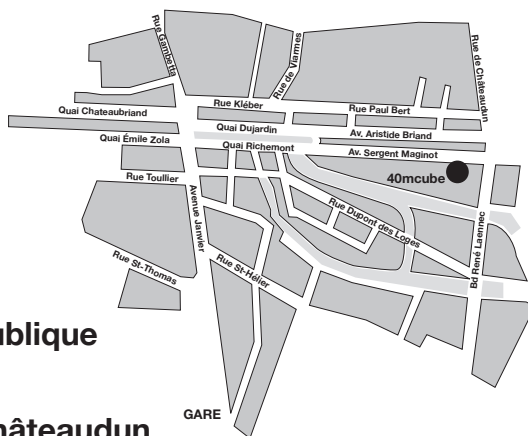 Rue Gambetta
Rue de Viarmes
Rue de Châteaudun
Rue Kléber
Rue Paul Bert
Quai Chateaubriand
Quai Dujardin
Av. Aristide Briand
Quai Émile Zola
Quai Richemont
Av. Sergent Maginot
40mcube
Rue Toullier
Avenue Janvier
Rue Dupont des Loges
Bd René Laennec
Rue St-Thomas
Rue St-Hélier
ublique
GARE
hâteaudun